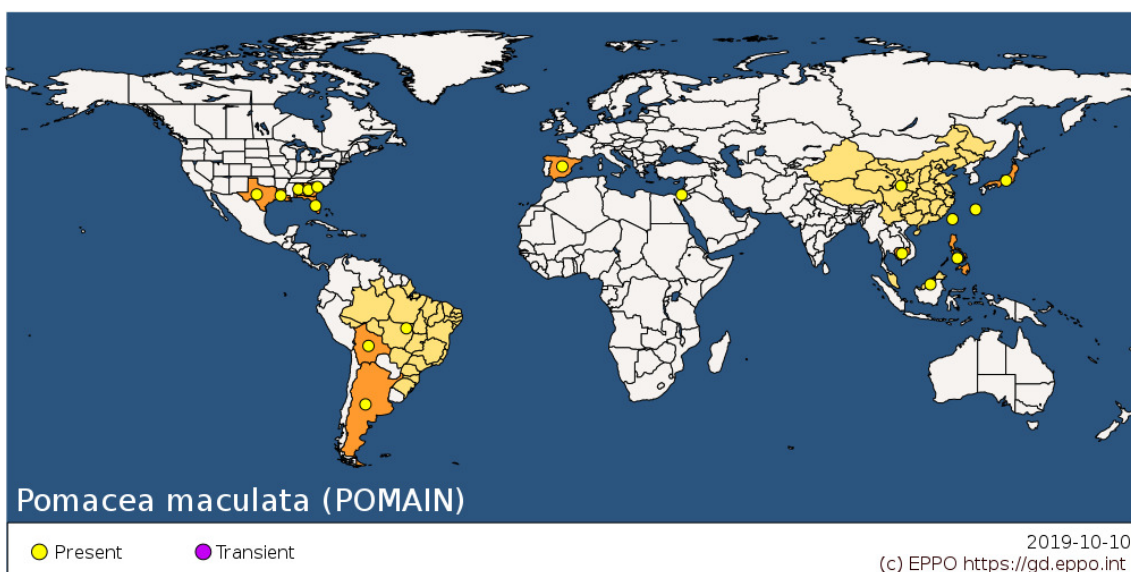 Pomacea maculata (POMAIN)
Present
Transient
2019-10-10
(c) EPPO https://gd.eppo.int